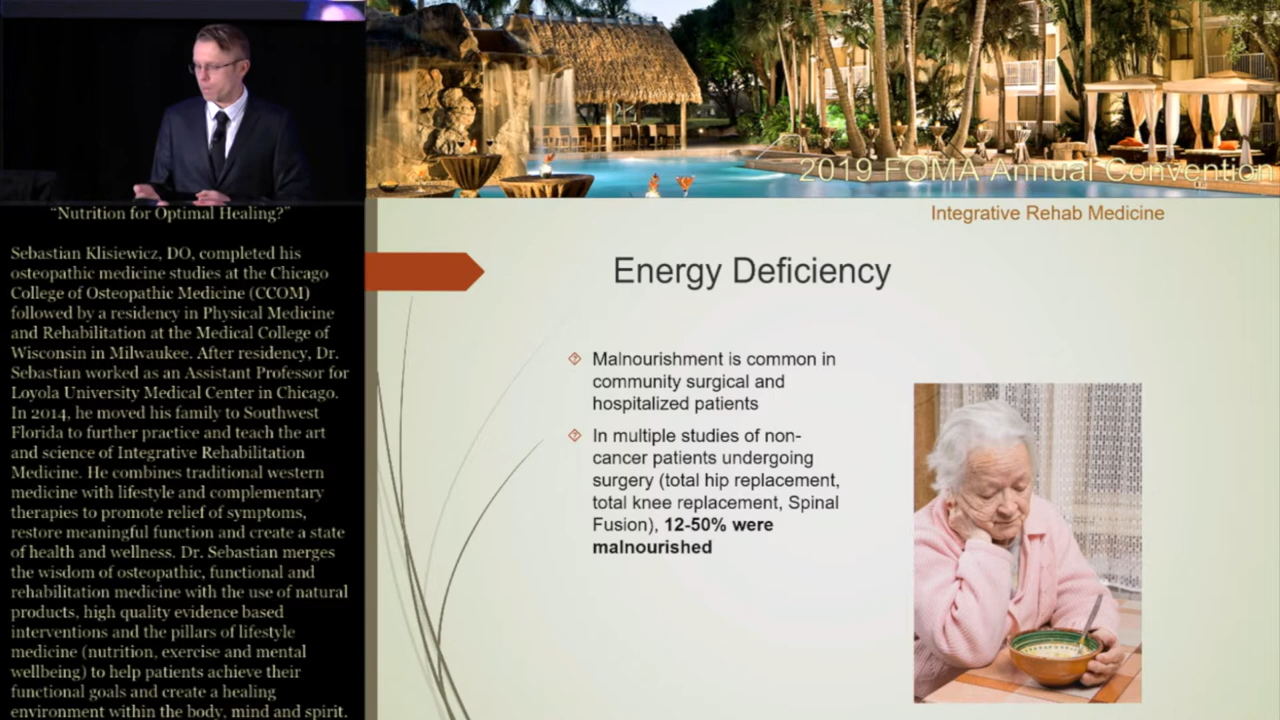 2019 FOMA Annual Convention
"Nutrition for Optimal Healing?"
Sebastian Klisiewicz, DO, completed his
osteopathic medicine studies at the Chicago
College of Osteopathic Medicine (CCOM)
followed by a residency in Physical Medicine
and Rehabilitation at the Medical College of
Wisconsin in Milwaukee. After residency, Dr.
Sebastian worked as an Assistant Professor for
Loyola University Medical Center in Chicago.
In 2014, he moved his family to Southwest
Florida to further practice and teach the art
and science of Integrative Rehabilitation
Medicine. He combines traditional western
medicine with lifestyle and complementary
therapies to promote relief of symptoms,
restore meaningful function and create a state
of health and wellness. Dr. Sebastian merges
the wisdom of osteopathic, functional and
rehabilitation medicine with the use of natural
products, high quality evidence based
interventions and the pillars of lifestyle
medicine (nutrition, exercise and mental
wellbeing) to help patients achieve their
functional goals and create a healing
environment within the body, mind and spirit.
Integrative Rehab Medicine
Energy Deficiency
Malnourishment is common in
community surgical and
hospitalized patients
In multiple studies of non-
cancer patients undergoing
surgery (total hip replacement,
total knee replacement, Spinal
Fusion), 12-50% were
malnourished